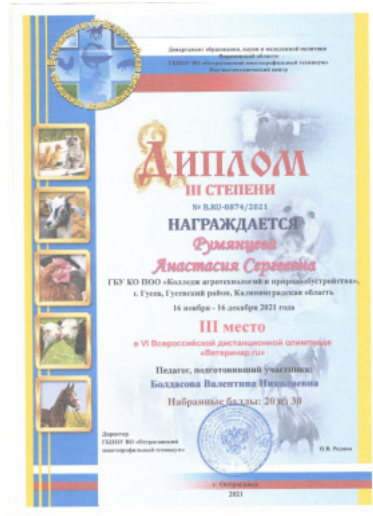 Департамент образования, науки и молодежной политики
Воронежской области
ГБПОУ ВО «Острогожский многопрофильный техникум»
ДИПЛОМ
III СТЕПЕНИ
№ B.RU-0874/2021
НАГРАЖДАЕТСЯ
Румянцева
Анастасия Сергеевна
ГБУ КО ПОО «Колледж агротехнологий и природообустройства»,
г. Гусев, Гусевский район, Калининградская область
16 ноября - 16 декабря 2021 года
III место
в VI Всероссийской дистанционной олимпиаде
«Ветеринар.ru»
Педагог, подготовивший участника:
Болдасова Валентина Николаевна
Набранные баллы: 20 из 30
Директор
ГБПОУ ВО «Острогожский
многопрофильный техникум»
г. Острогожск
2021